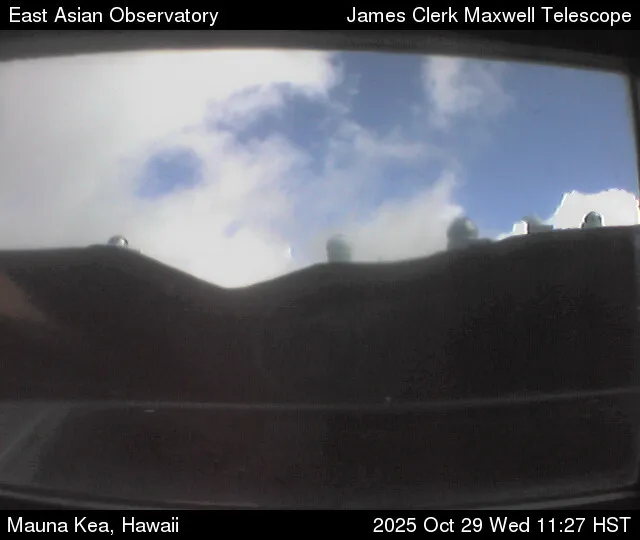 East Asian Observatory
James Clerk Maxwell Telescope
Mauna Kea, Hawaii
2025 Oct 29 Wed 11:27 HST